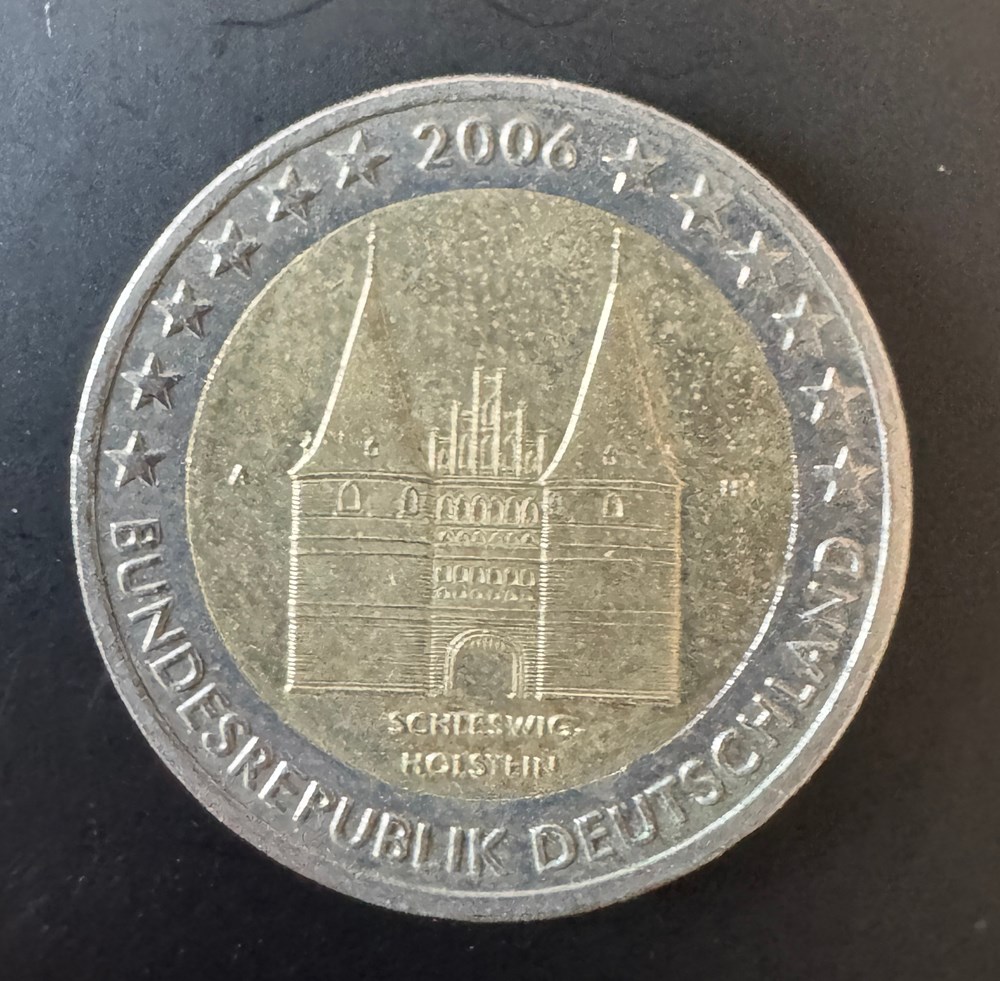 2006
BUNDESREPUBLIK DEUTSCHLAND
A
SCHLESWIG-
HOLSTEIN